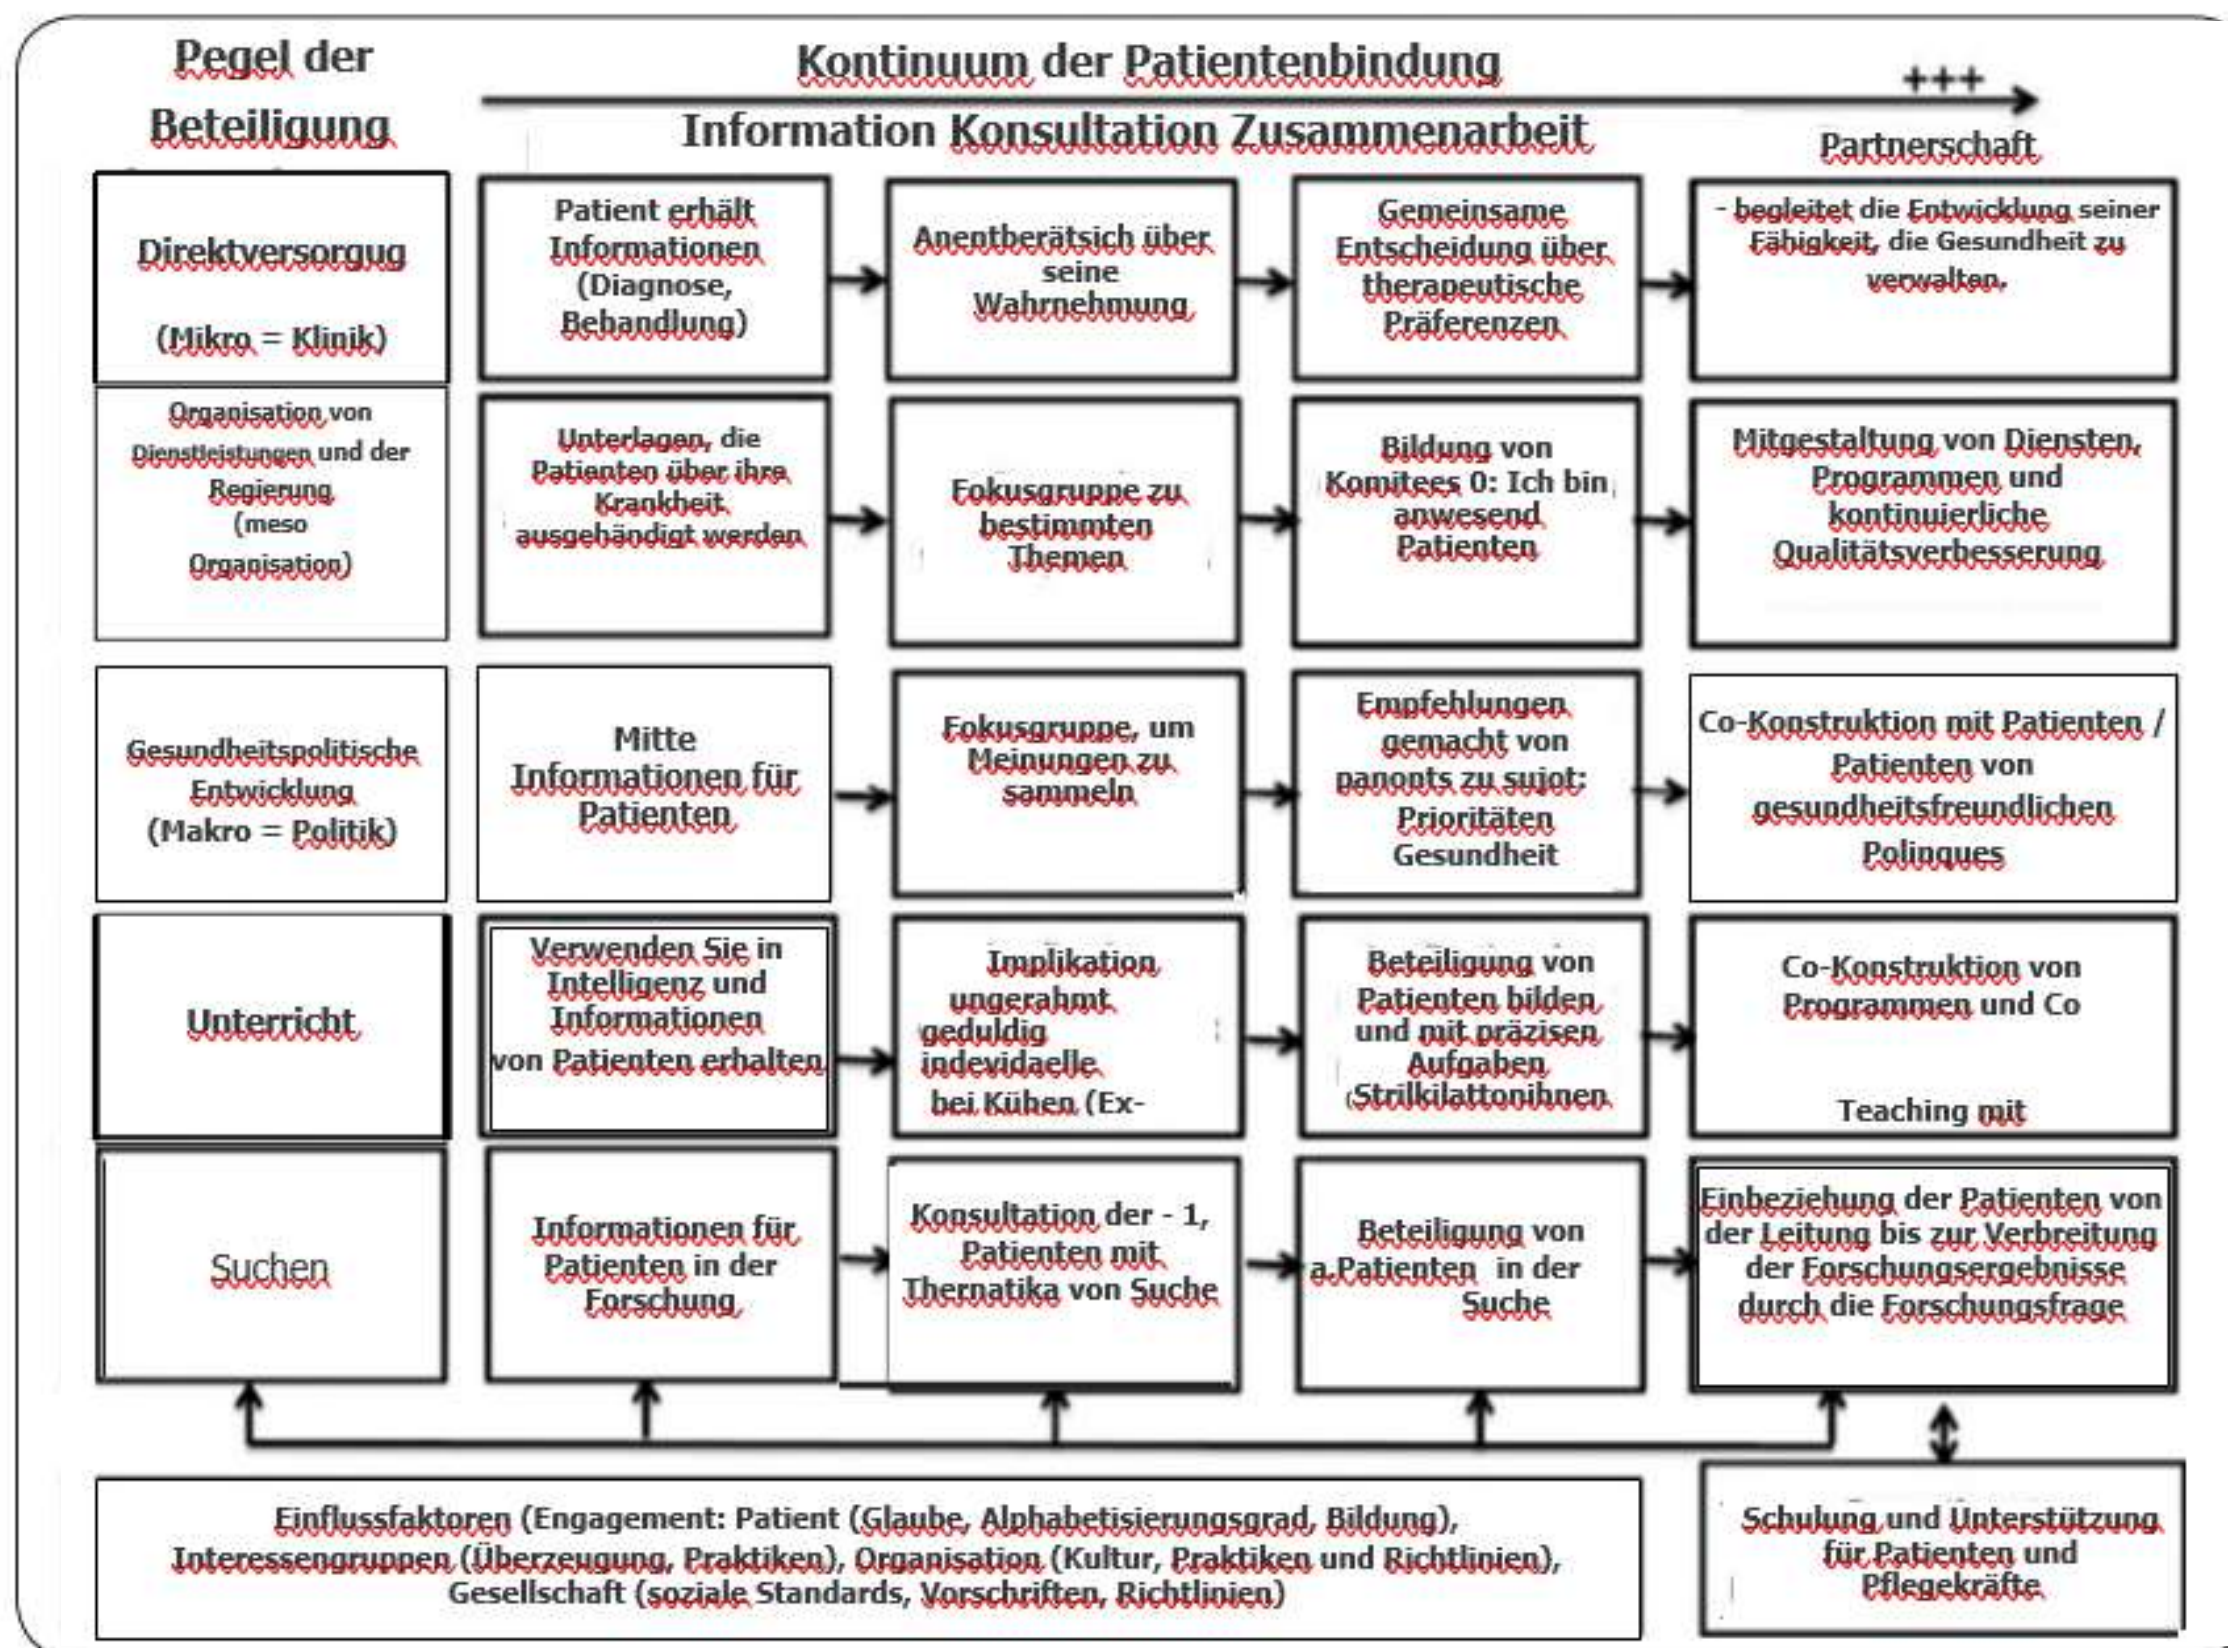 Pegel der
Beteiligung
Kontinuum der Patientenbindung
+++
Information Konsultation Zusammenarbeit
Partnerschaft
Direktversorgug
(Mikro = Klinik)
Patient erhält
Informationen
(Diagnose,
Behandlung)
Anentberätsich über
seine
Wahrnehmung
Gemeinsame
Entscheidung über
therapeutische
Präferenzen
- begleitet die Entwicklung seiner
Fähigkeit, die Gesundheit zu
verwalten.
Organisation von
Dienstleistungen und der
Regierung
(meso
Organisation)
Unterlagen, die
Patienten über ihre
Krankheit
ausgehändigt werden
Fokusgruppe zu
bestimmten
Themen
Bildung von
Komitees 0: Ich bin
anwesend
Patienten
Mitgestaltung von Diensten,
Programmen und
kontinuierliche
Qualitätsverbesserung
Gesundheitspolitische
Entwicklung
(Makro = Politik)
Mitte
Informationen für
Patienten
Fokusgruppe, um
Meinungen zu
sammeln
Empfehlungen
gemacht von
panonts zu sujot:
Prioritäten
Gesundheit
Co-Konstruktion mit Patienten /
Patienten von
gesundheitsfreundlichen
Polinques
Unterricht
Verwenden Sie in
Intelligenz und
Informationen
von Patienten erhalten
Implikation
ungerahmt
geduldig
indevidaelle
bei Kühen (Ex-
Beteiligung von
Patienten bilden
und mit präzisen
Aufgaben
(Strilkilattonihnen
Co-Konstruktion von
Programmen und Co
Teaching mit
Suchen
Informationen für
Patienten in der
Forschung
Konsultation der - 1,
Patienten mit
Thernatika von Suche
Beteiligung von
a.Patienten in der
Suche
Einbeziehung der Patienten von
der Leitung bis zur Verbreitung
der Forschungsergebnisse
durch die Forschungsfrage
Einflussfaktoren (Engagement: Patient (Glaube, Alphabetisierungsgrad, Bildung),
Interessengruppen (Überzeugung, Praktiken), Organisation (Kultur, Praktiken und Richtlinien),
Gesellschaft (soziale Standards, Vorschriften, Richtlinien)
Schulung und Unterstützung
für Patienten und
Pflegekräfte